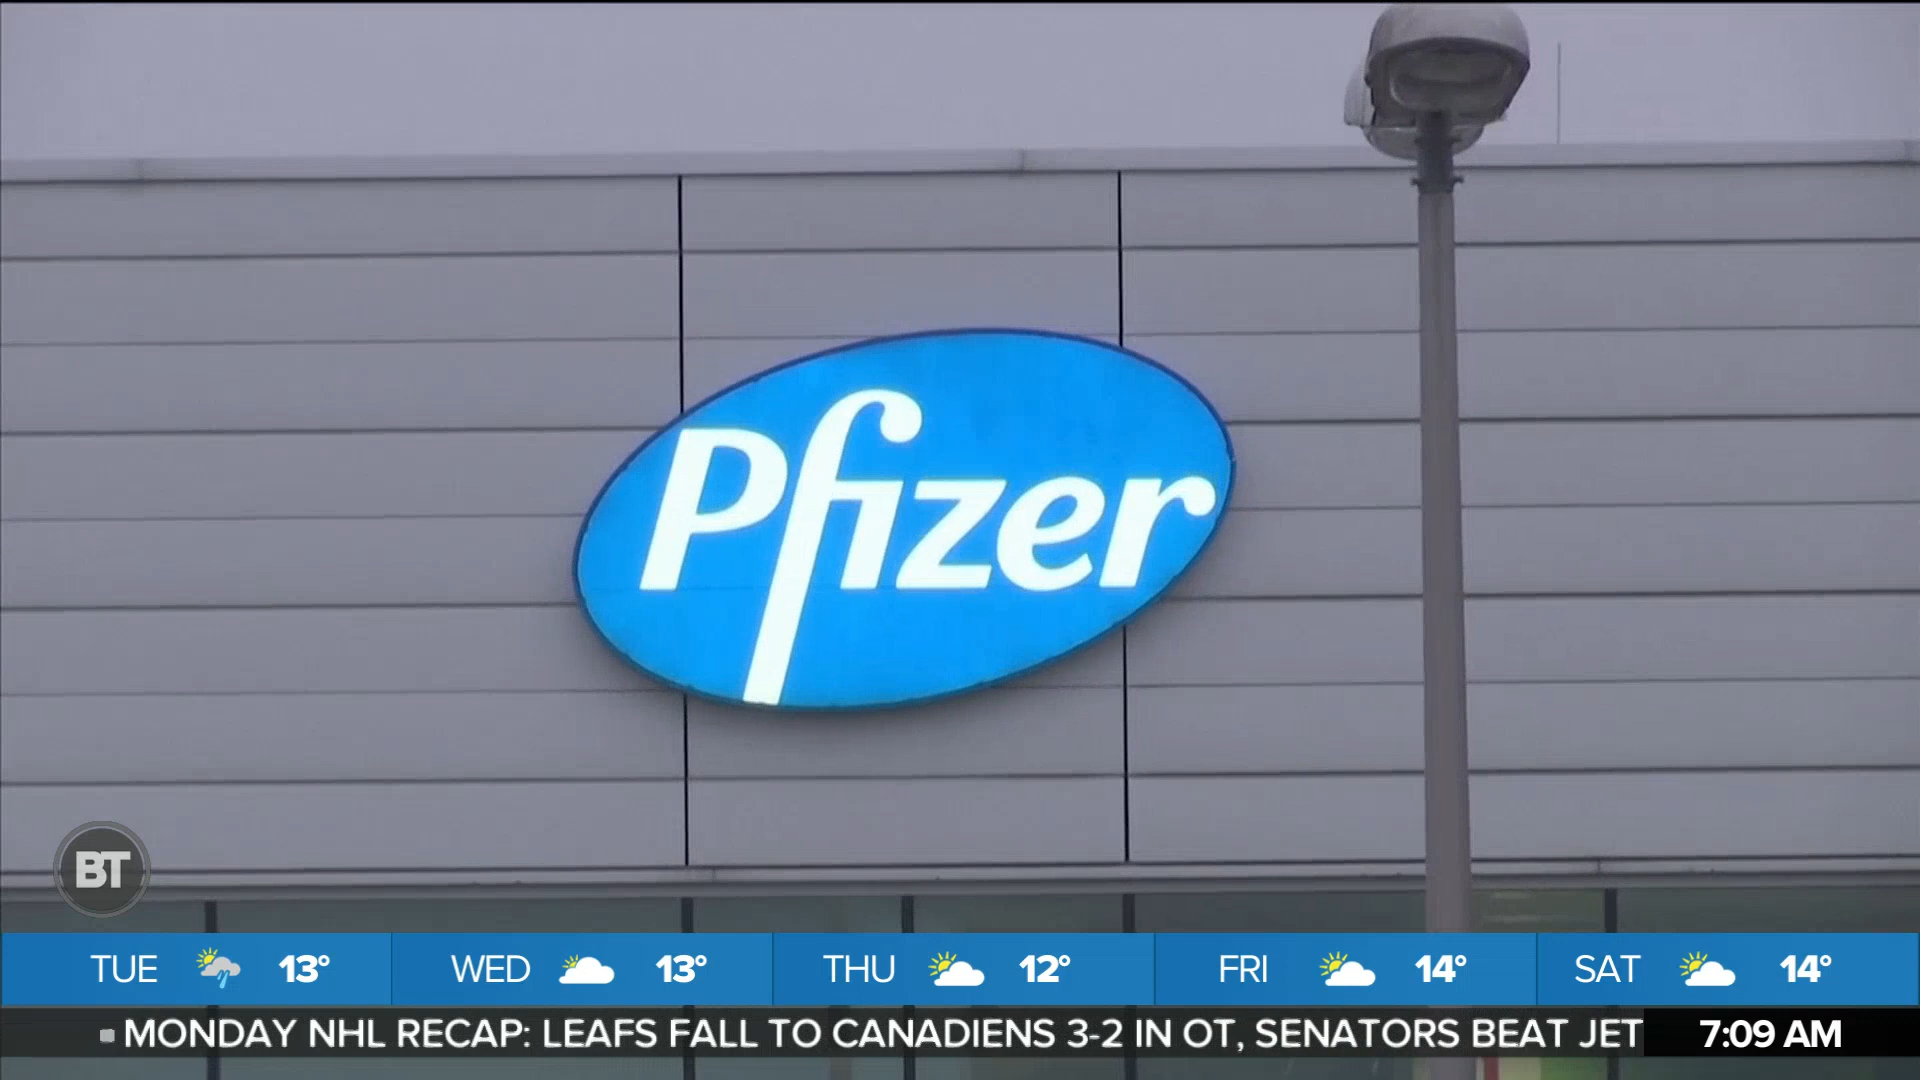 Pfizer
BT
TUE 13° WED 13° THU 12° FRI 14° SAT 14°
MONDAY NHL RECAP: LEAFS FALL TO CANADIENS 3-2 IN OT, SENATORS BEAT JET
7:09 AM